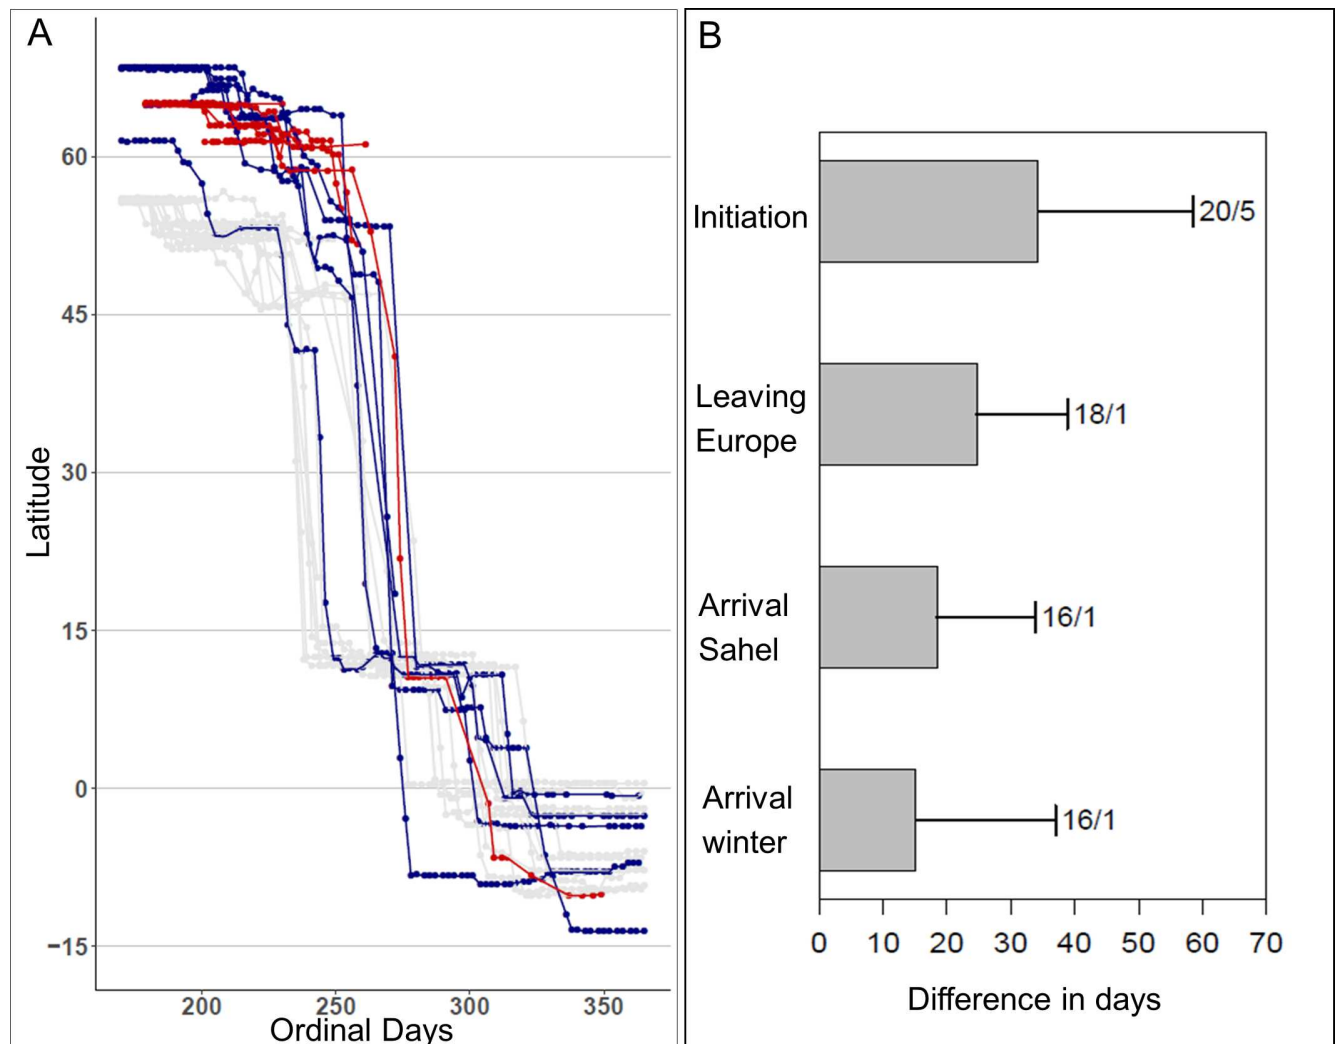 A
60
45
30
15
0
−15
Latitude
200
250
300
350
Ordinal Days
B
Initiation
20/5
Leaving
Europe
18/1
Arrival
Sahel
16/1
Arrival
winter
16/1
0 10 20 30 40 50 60 70
Difference in days